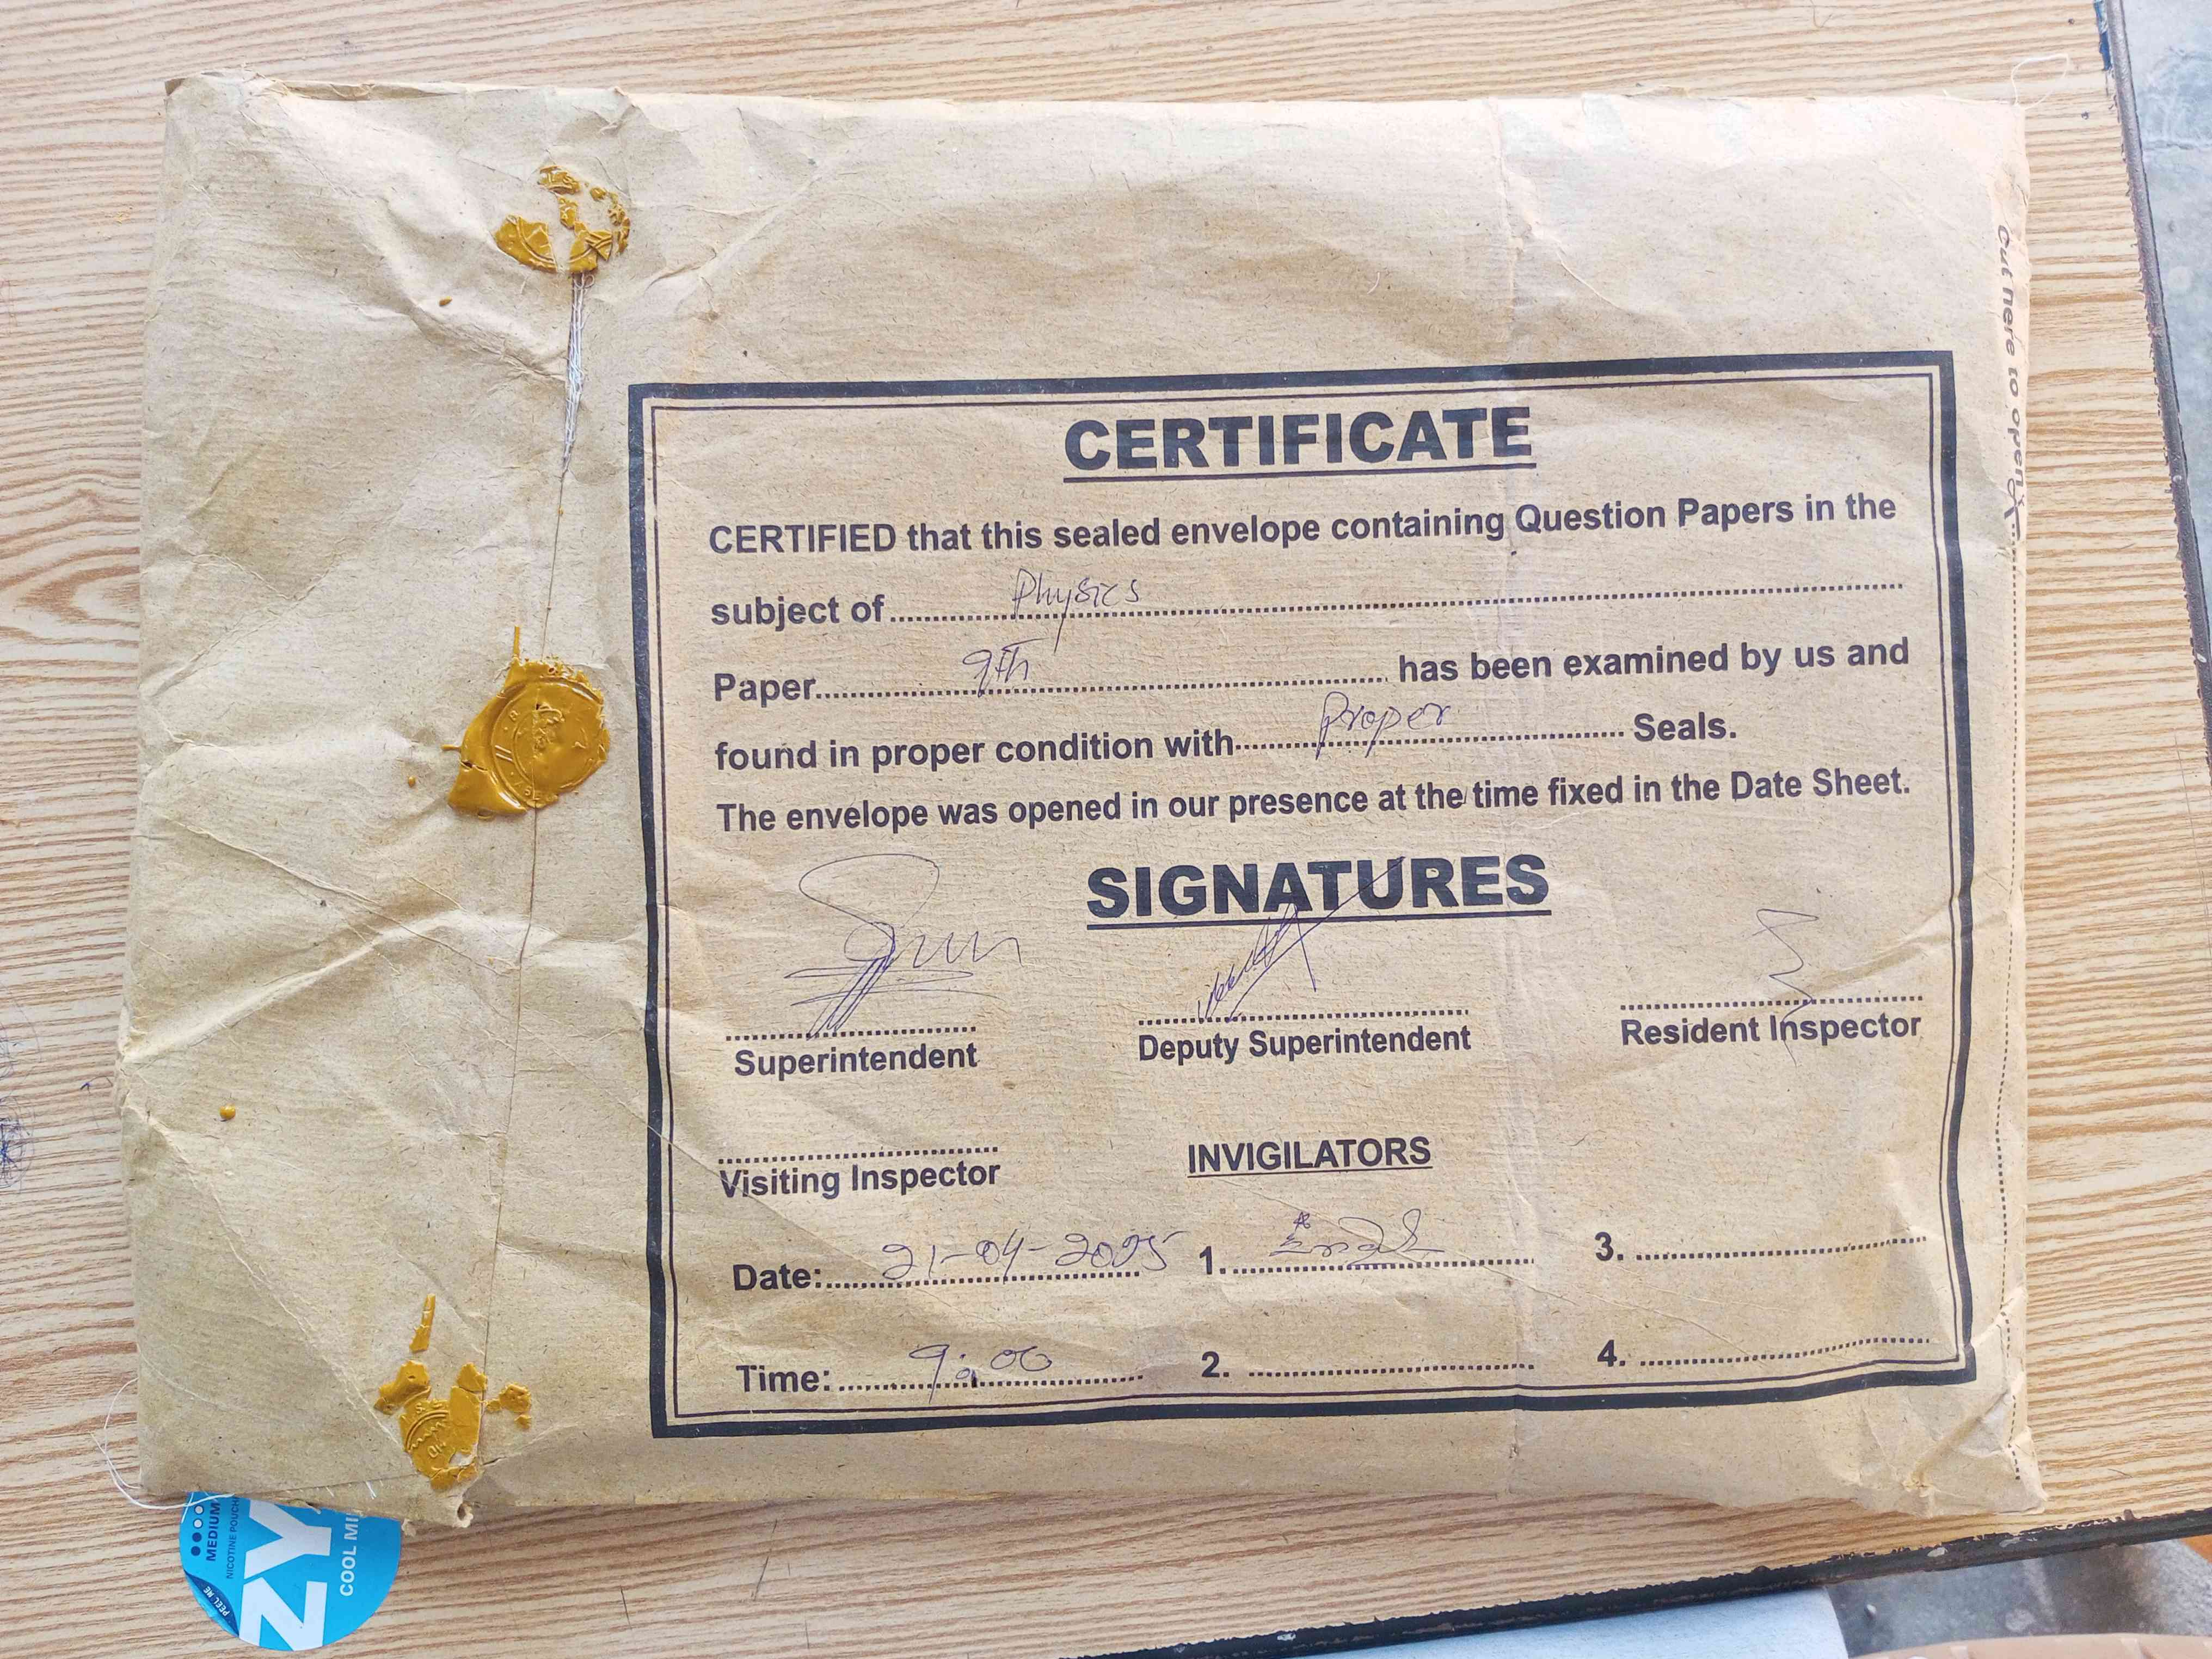 Cut here to open
CERTIFICATE
CERTIFIED that this sealed envelope containing Question Papers in the
subject of.......... Physics ..........
Paper.......... 9th .......... has been examined by us and
found in proper condition with.......... Proper .......... Seals.
The envelope was opened in our presence at the time fixed in the Date Sheet.
SIGNATURES
Superintendent Deputy Superintendent Resident Inspector
Visiting Inspector INVIGILATORS
Date: 21-04-2025 1. 3.
Time: 9:00 2. 4.
MEDIUM
NICOTINE POUCH
ZY
COOL MI
PEEL